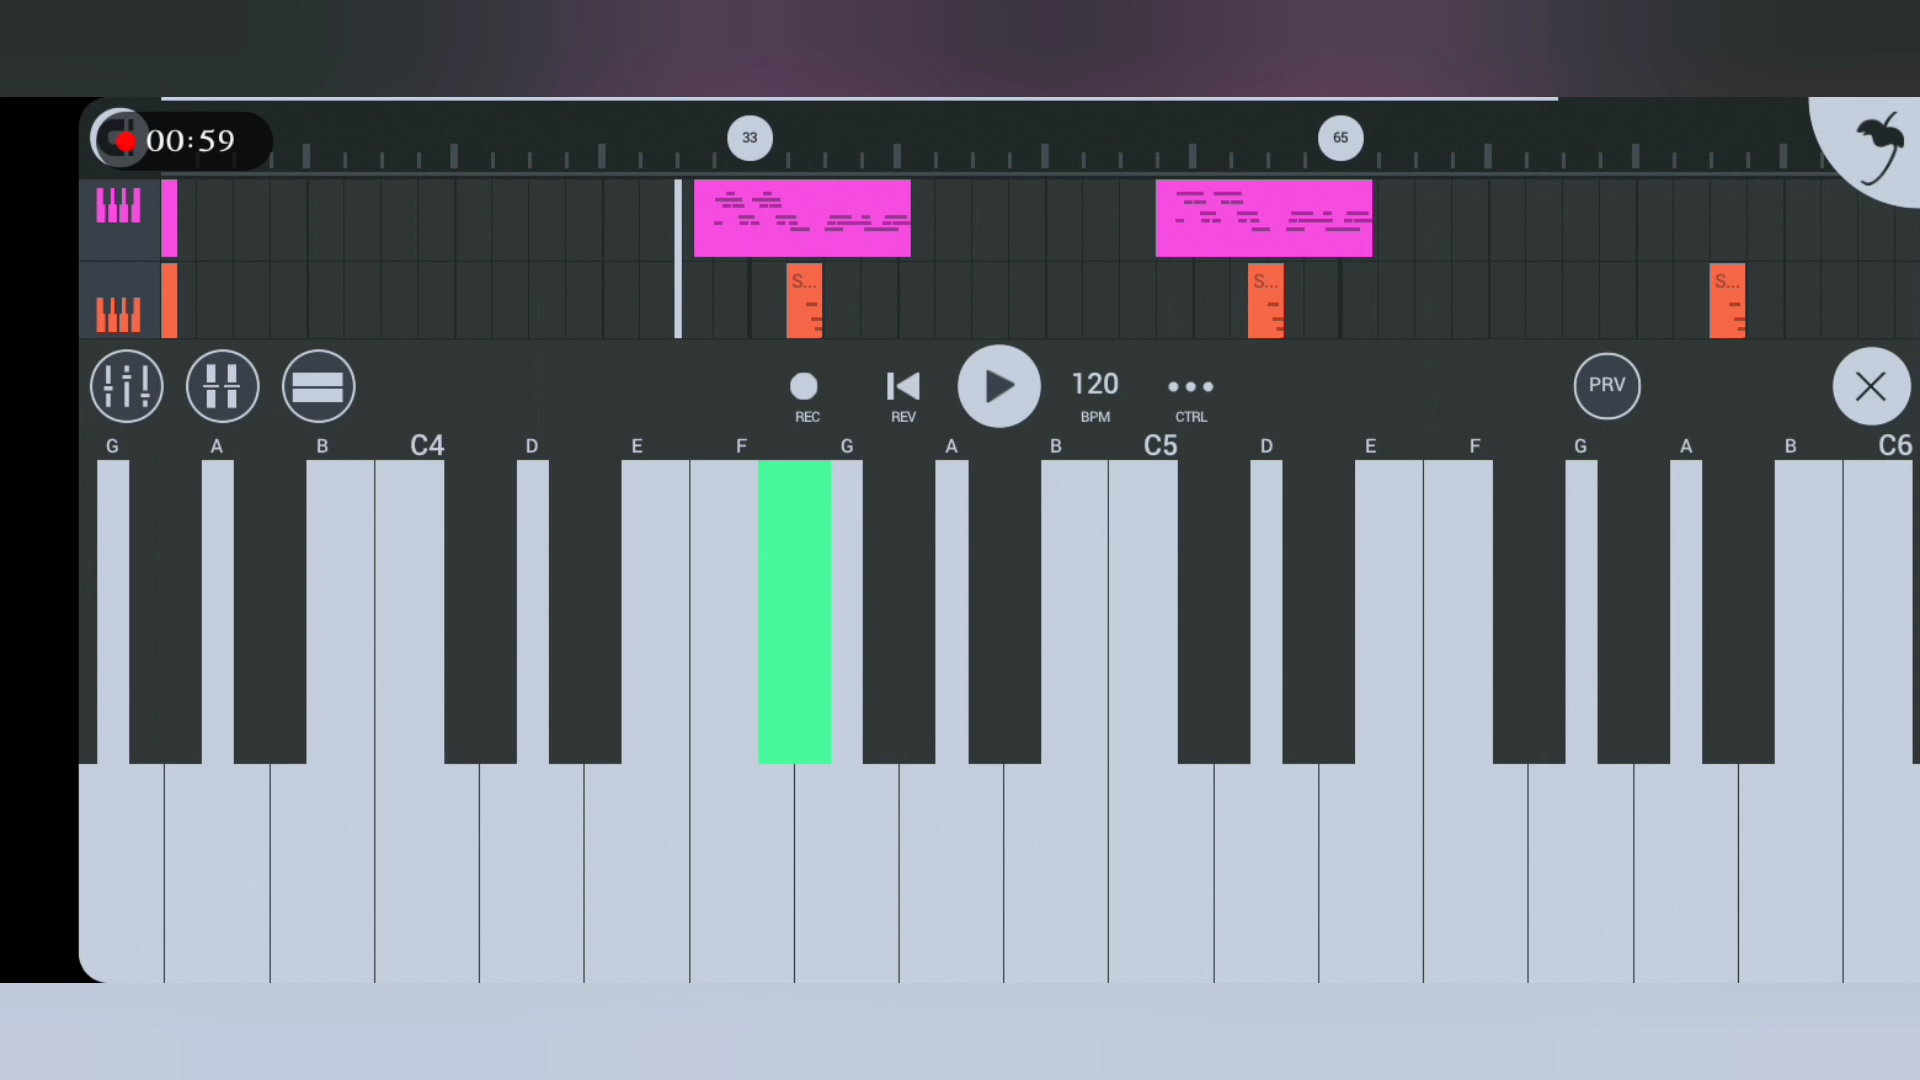 00:59
33
65
S...
S...
S...
120
PRV
REC
REV
BPM
CTRL
G A B C4 D E F G A B C5 D E F G A B C6